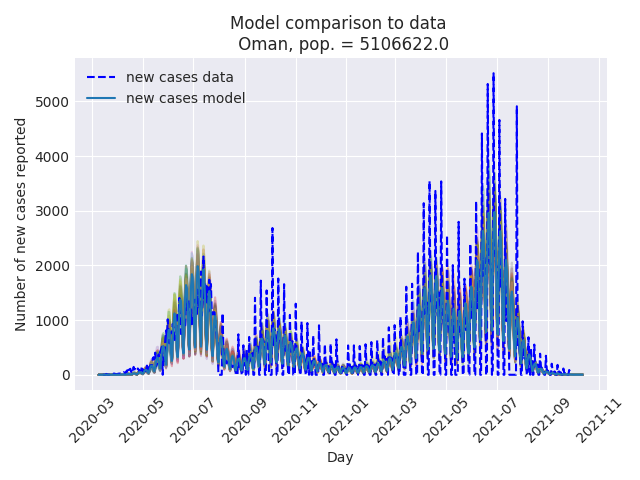 Model comparison to data
Oman, pop. = 5106622.0
new cases data
new cases model
Number of new cases reported
5000
4000
3000
2000
1000
0
2020-03
2020-05
2020-07
2020-09
2020-11
2021-01
2021-03
2021-05
2021-07
2021-09
2021-11
Day